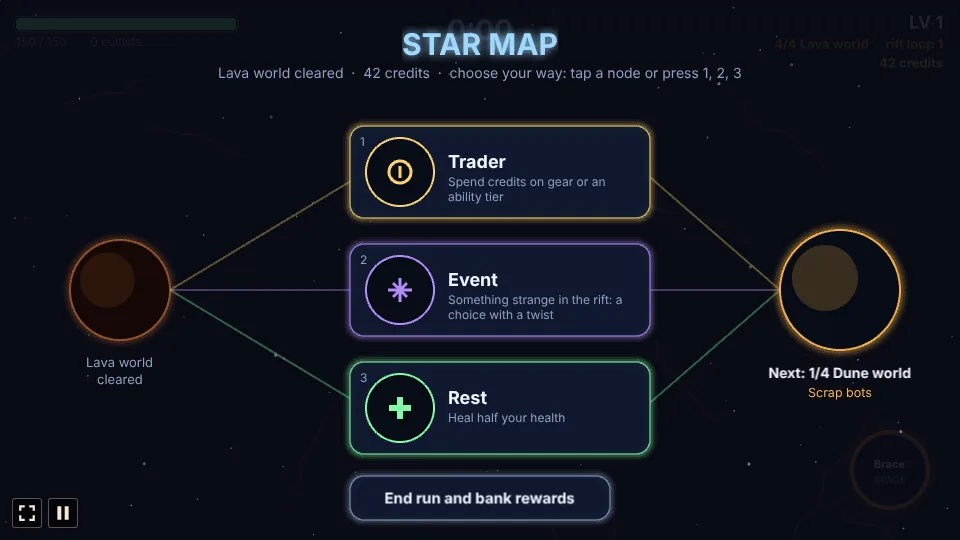 150 / 150 0 cultists
0:00
LV 1
4/4 Lava world · rift loop 1
42 credits
STAR MAP
Lava world cleared · 42 credits · choose your way: tap a node or press 1, 2, 3
1
Trader
Spend credits on gear or an
ability tier
2
Event
Something strange in the rift: a
choice with a twist
3
Rest
Heal half your health
Lava world
cleared
Next: 1/4 Dune world
Scrap bots
Brace
SPACE
End run and bank rewards